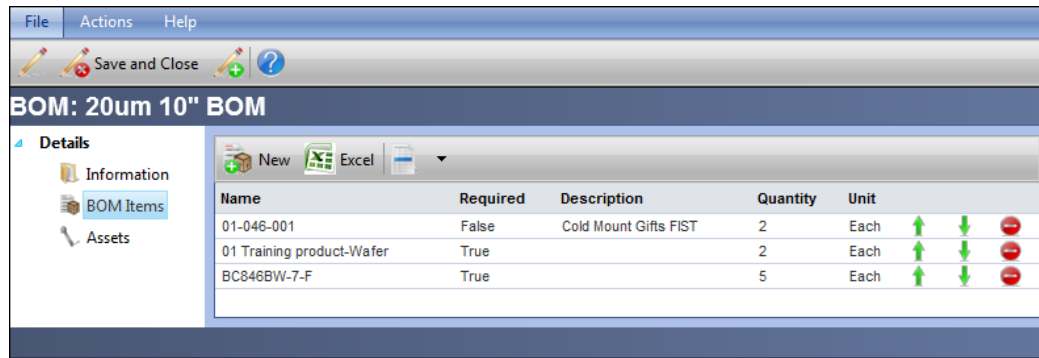 File Actions Help
Save and Close
BOM: 20um 10" BOM
Details
Information
BOM Items
Assets
New Excel
Name Required Description Quantity Unit
01-046-001 False Cold Mount Gifts FIST 2 Each
01 Training product-Wafer True 2 Each
BC846BW-7-F True 5 Each